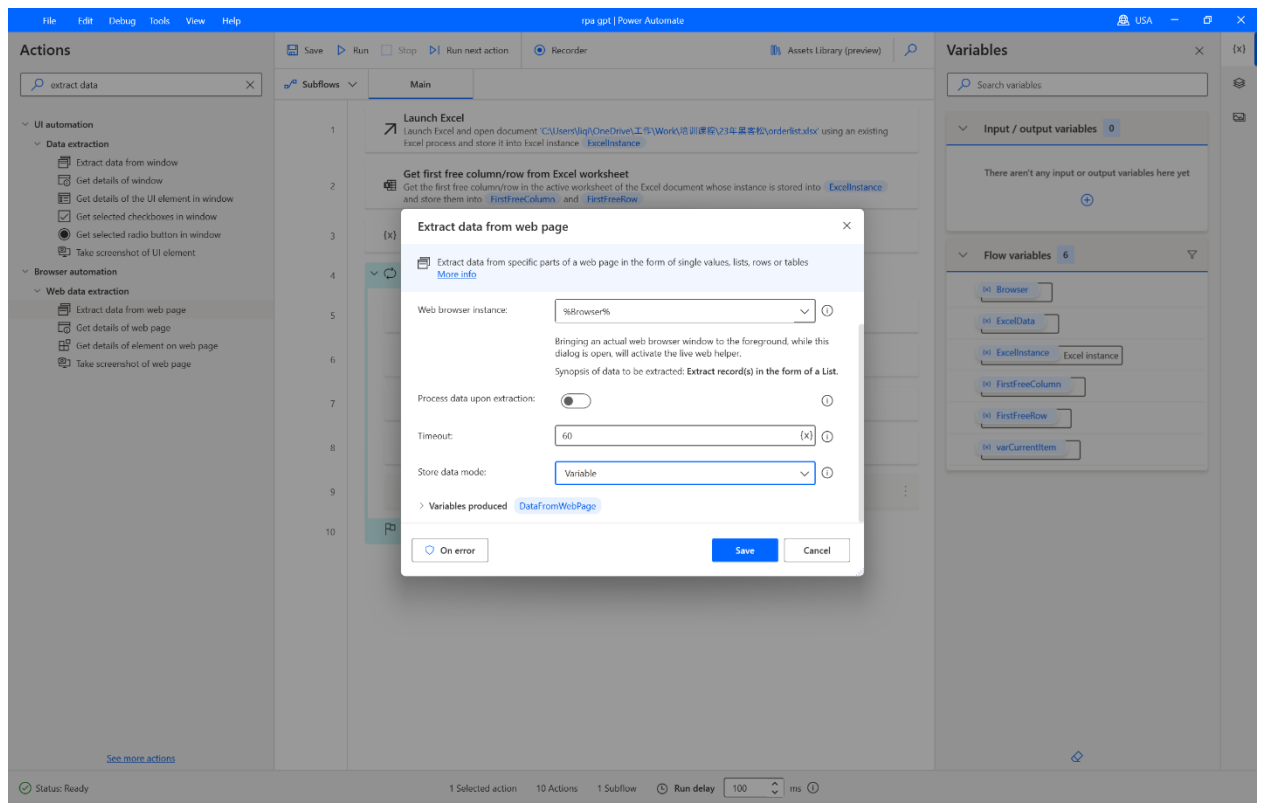 File Edit Debug Tools View Help
rpa gpt | Power Automate
USA
Actions
extract data
UI automation
Data extraction
Extract data from window
Get details of window
Get details of the UI element in window
Get selected checkboxes in window
Get selected radio button in window
Take screenshot of UI element
Browser automation
Web data extraction
Extract data from web page
Get details of web page
Get details of element on web page
Take screenshot of web page
See more actions
Save Run Stop Run next action Recorder Assets Library (preview)
Subflows Main
1
Launch Excel
Launch Excel and open document 'C:\Users\liqi\OneDrive\工作\Work\培训课程\23年黑客松\orderlist.xlsx' using an existing
Excel process and store it into Excel instance ExcelInstance
2
Get first free column/row from Excel worksheet
Get the first free column/row in the active worksheet of the Excel document whose instance is stored into ExcelInstance
and store them into FirstFreeColumn and FirstFreeRow
3 {x}
4
5
6
7
8
9
10
Extract data from web page
Extract data from specific parts of a web page in the form of single values, lists, rows or tables
More info
Web browser instance: %Browser%
Bringing an actual web browser window to the foreground, while this
dialog is open, will activate the live web helper.
Synopsis of data to be extracted: Extract record(s) in the form of a List.
Process data upon extraction:
Timeout: 60 {x}
Store data mode: Variable
Variables produced DataFromWebPage
On error Save Cancel
Variables
{x}
Search variables
Input / output variables 0
There aren't any input or output variables here yet
Flow variables 6
(x) Browser
(x) ExcelData
(x) ExcelInstance Excel instance
(x) FirstFreeColumn
(x) FirstFreeRow
(x) varCurrentItem
Status: Ready 1 Selected action 10 Actions 1 Subflow Run delay 100 ms